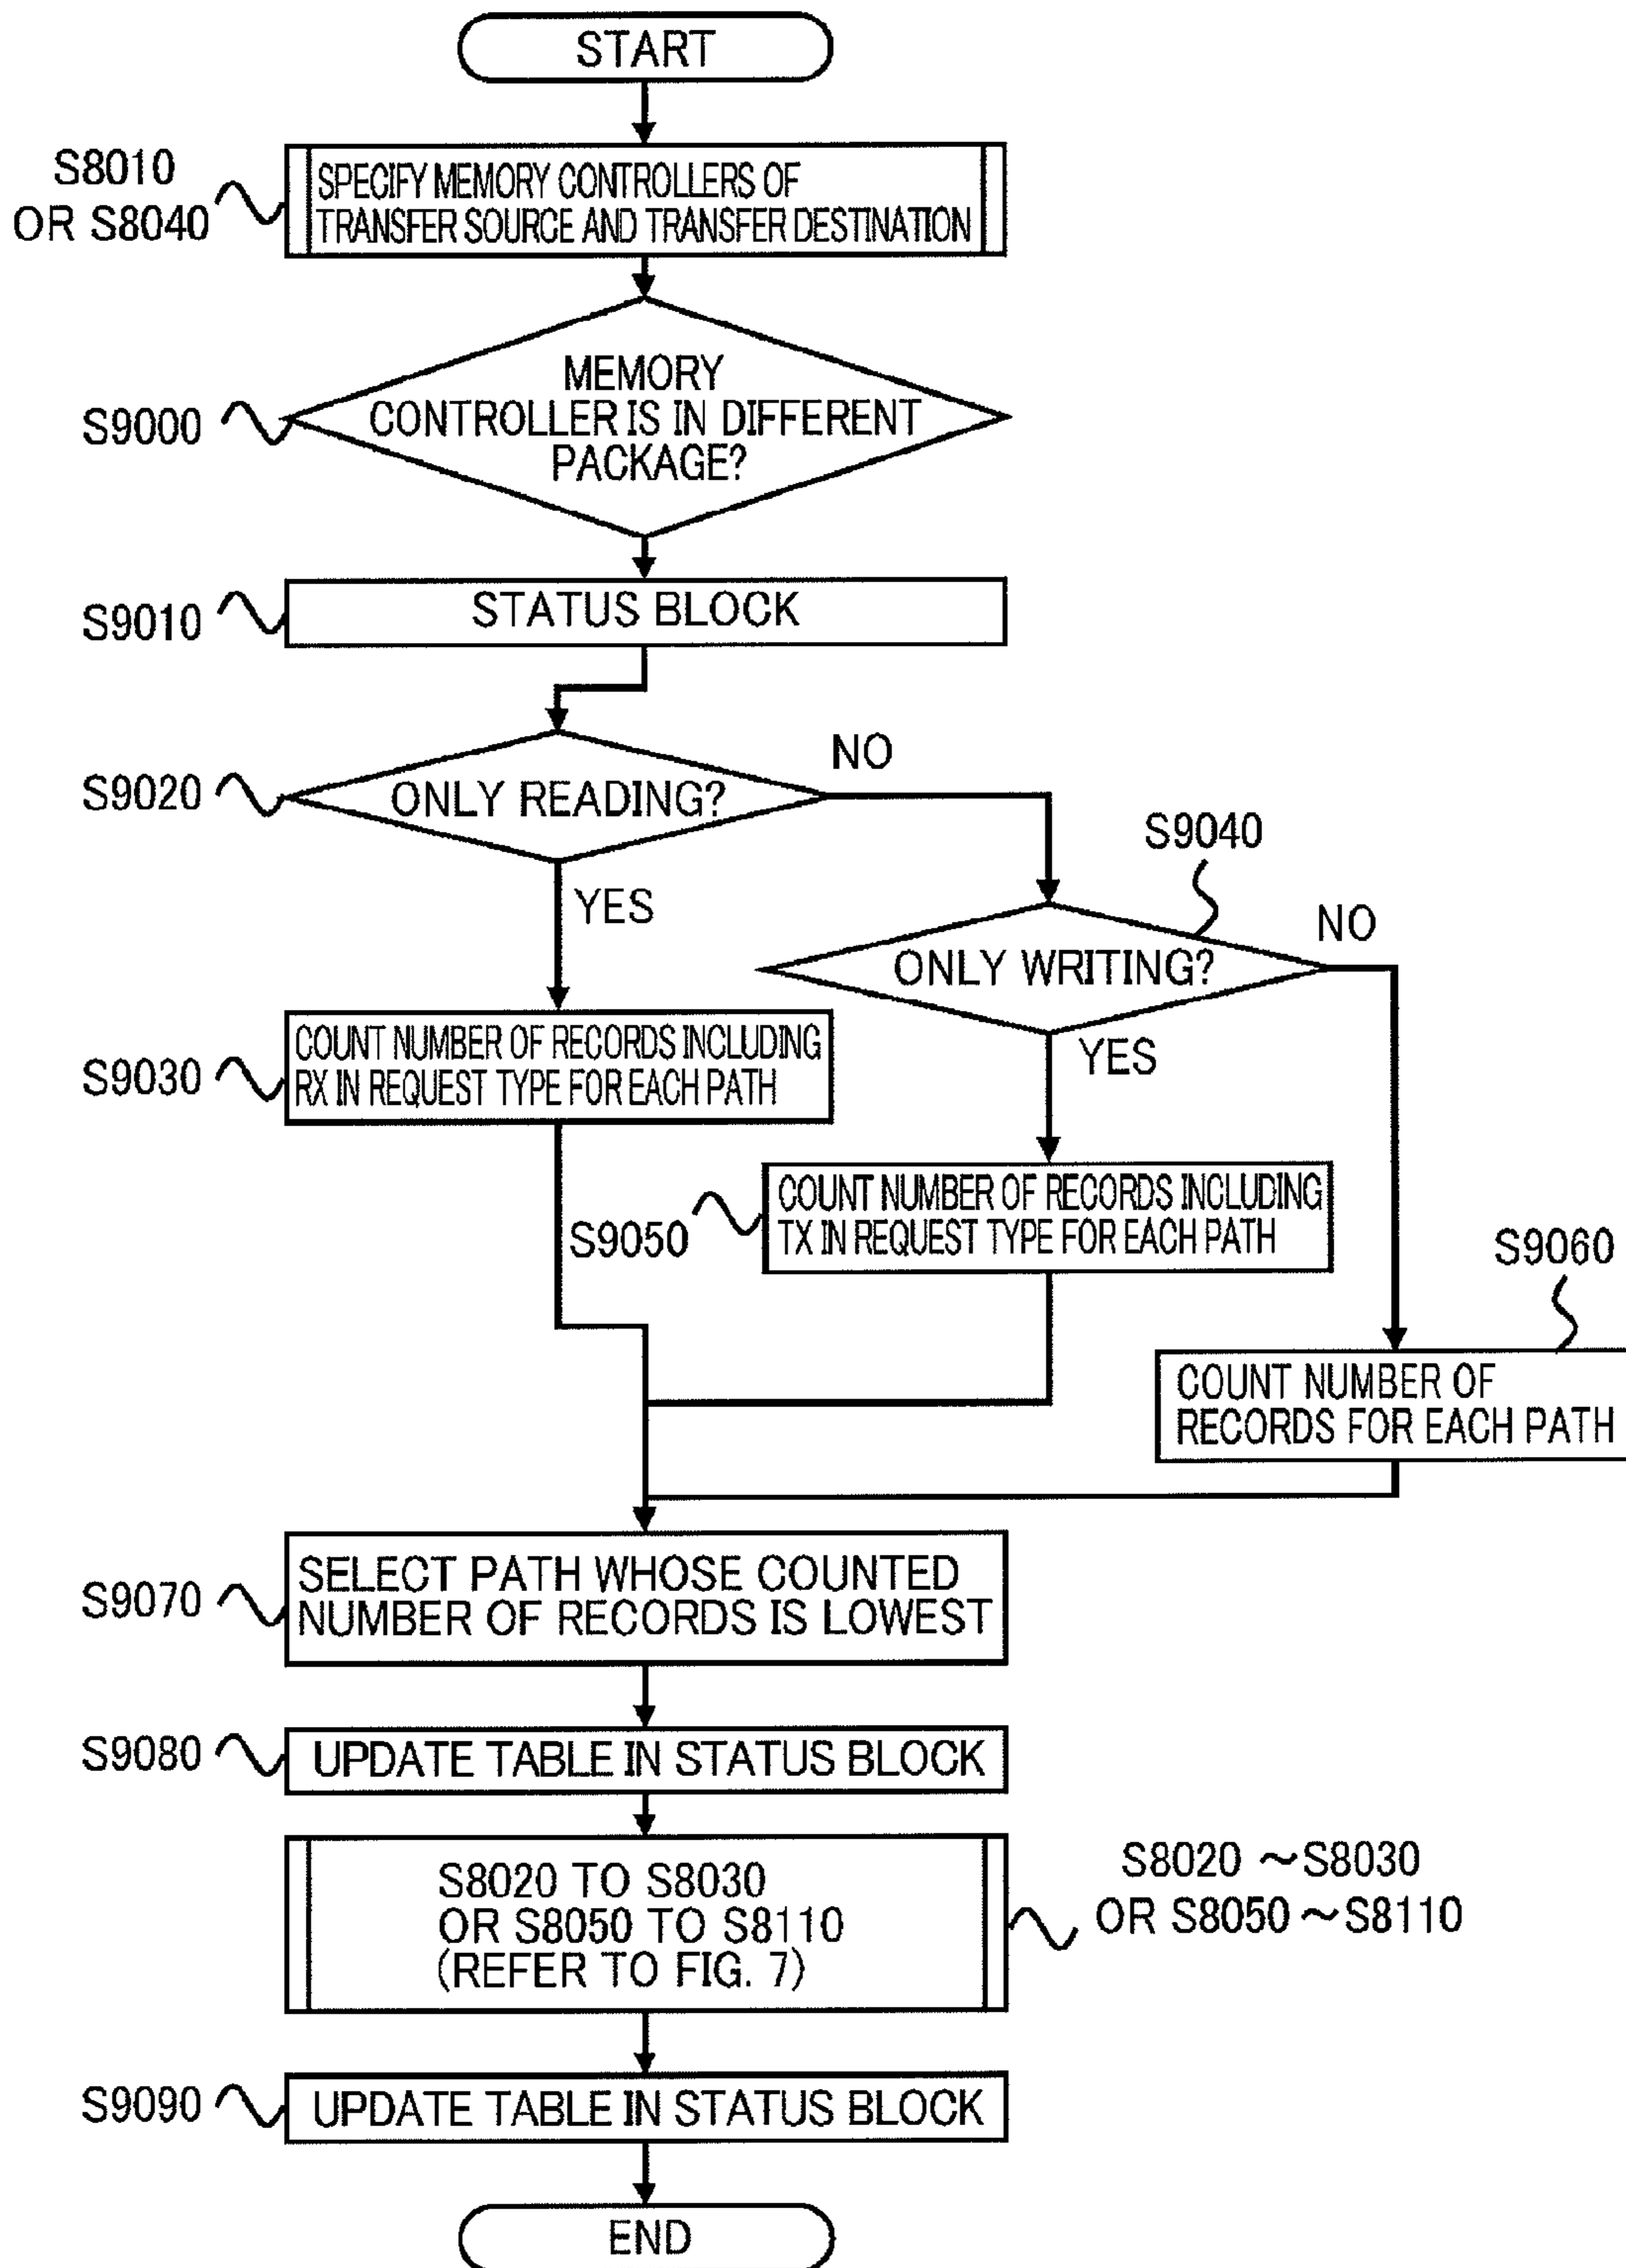 START
S8010
OR S8040
SPECIFY MEMORY CONTROLLERS OF
TRANSFER SOURCE AND TRANSFER DESTINATION
S9000
MEMORY
CONTROLLER IS IN DIFFERENT
PACKAGE?
S9010
STATUS BLOCK
S9020
ONLY READING?
NO
YES
S9040
ONLY WRITING?
NO
YES
S9030
COUNT NUMBER OF RECORDS INCLUDING
RX IN REQUEST TYPE FOR EACH PATH
S9050
COUNT NUMBER OF RECORDS INCLUDING
TX IN REQUEST TYPE FOR EACH PATH
S9060
COUNT NUMBER OF
RECORDS FOR EACH PATH
S9070
SELECT PATH WHOSE COUNTED
NUMBER OF RECORDS IS LOWEST
S9080
UPDATE TABLE IN STATUS BLOCK
S8020 TO S8030
OR S8050 TO S8110
(REFER TO FIG. 7)
S8020 ~S8030
OR S8050 ~S8110
S9090
UPDATE TABLE IN STATUS BLOCK
END